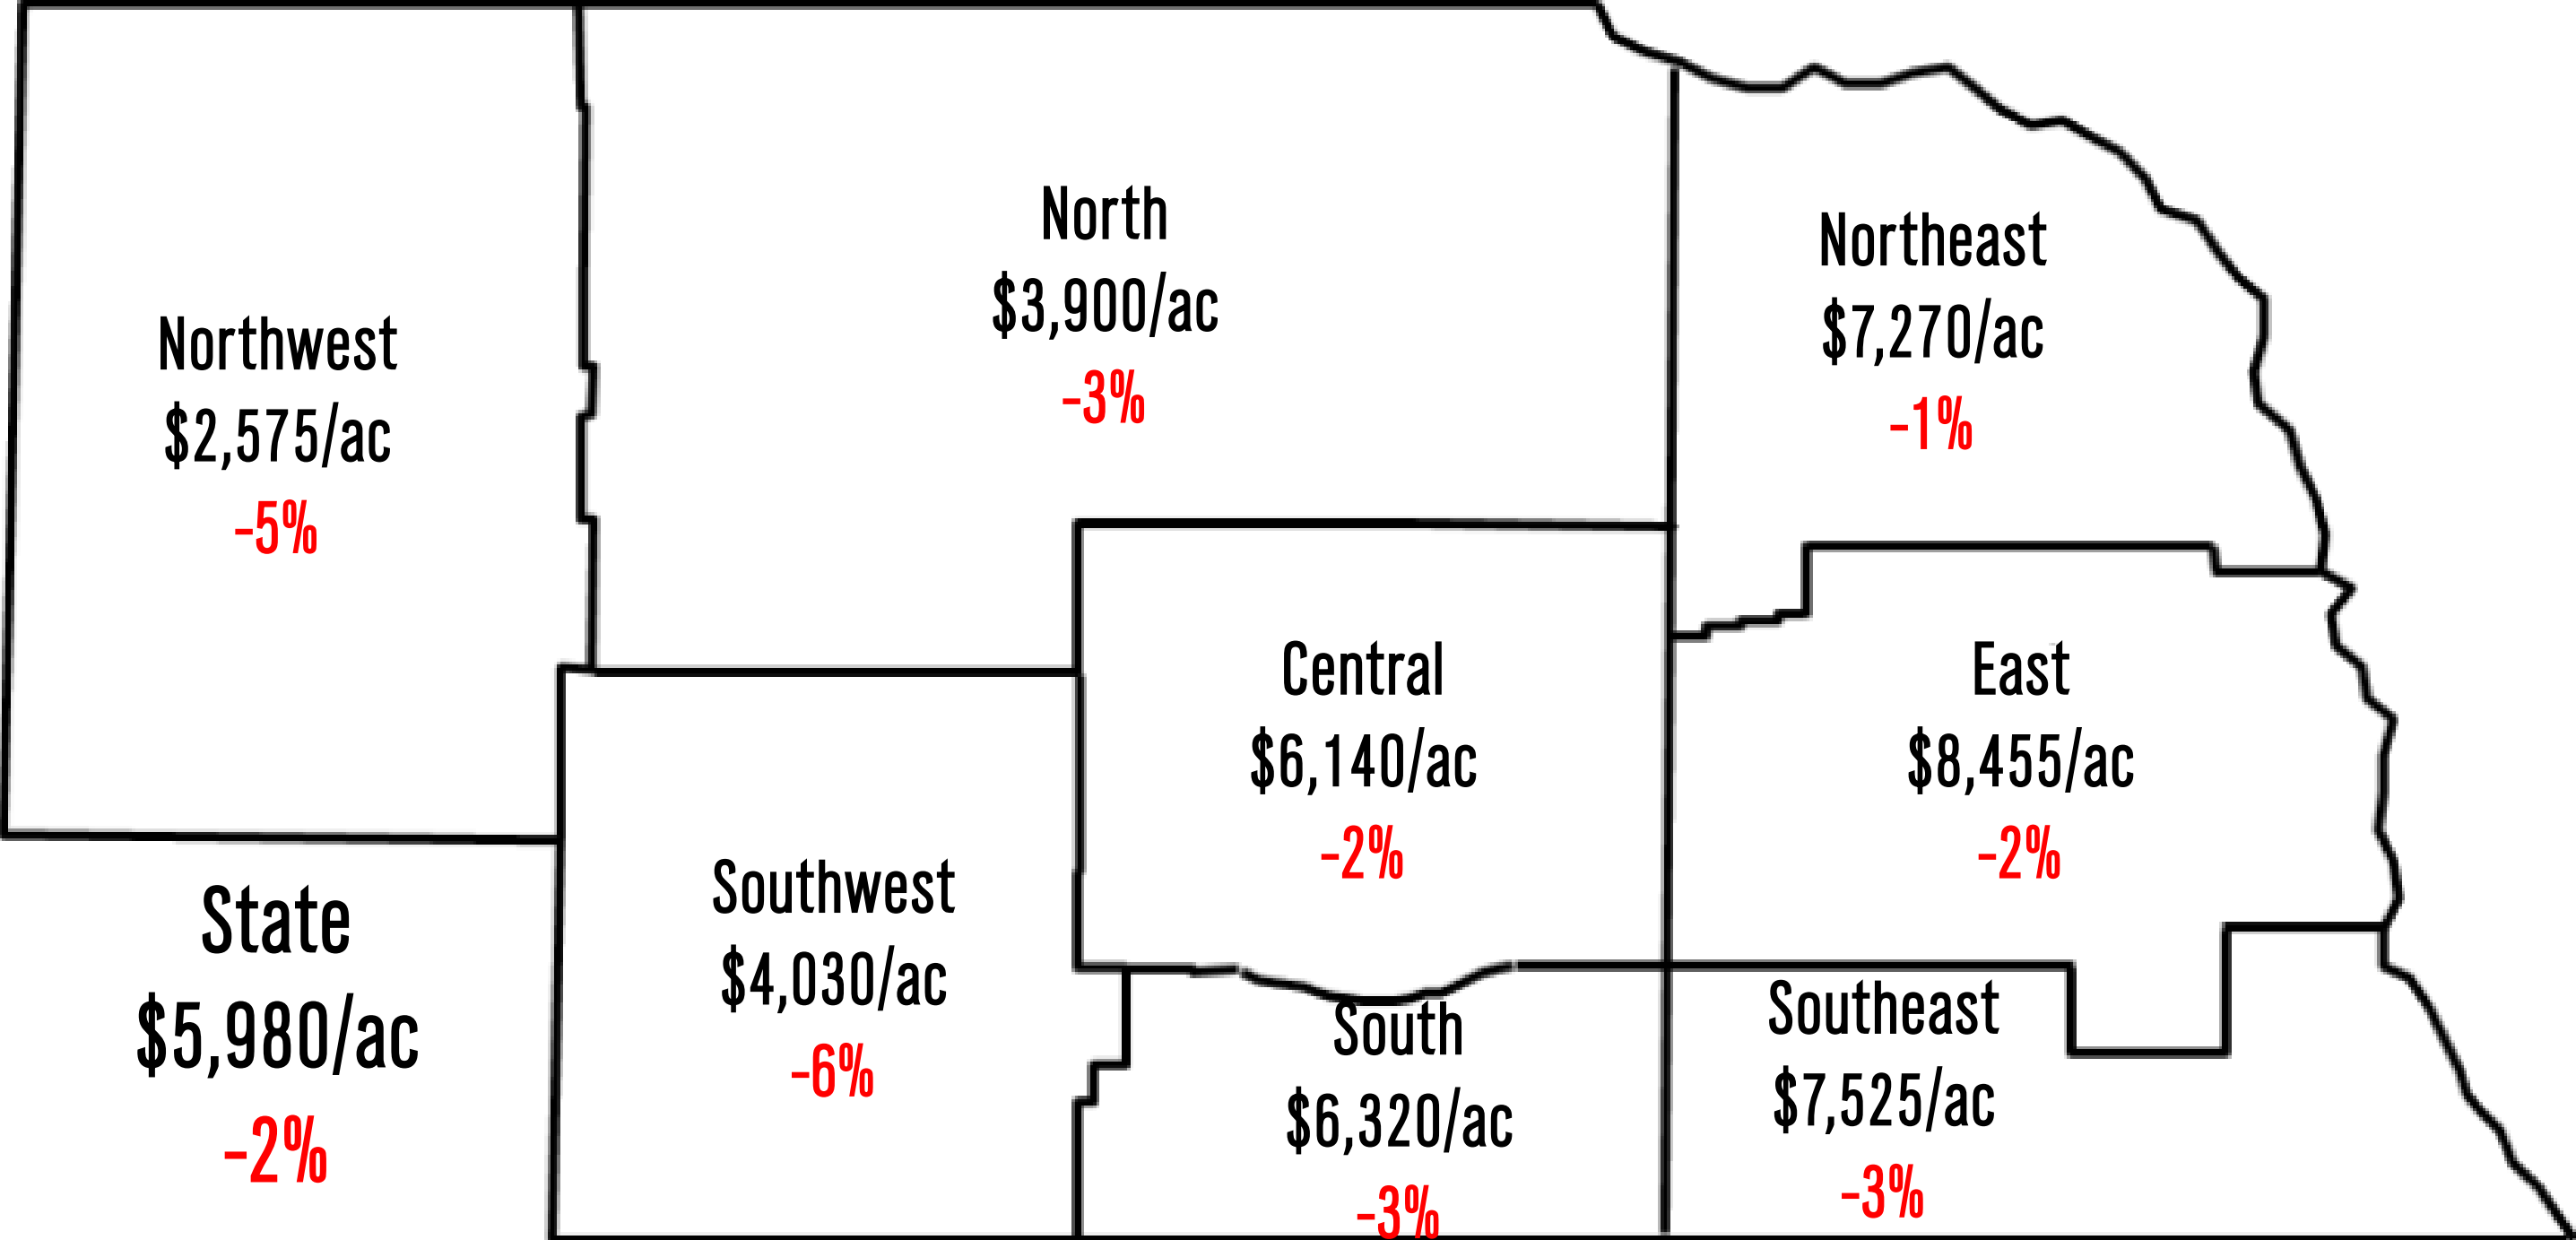 North
$3,900/ac
-3%
Northeast
$7,270/ac
-1%
Northwest
$2,575/ac
-5%
Central
$6,140/ac
-2%
East
$8,455/ac
-2%
Southwest
$4,030/ac
-6%
State
$5,980/ac
-2%
South
$6,320/ac
-3%
Southeast
$7,525/ac
-3%